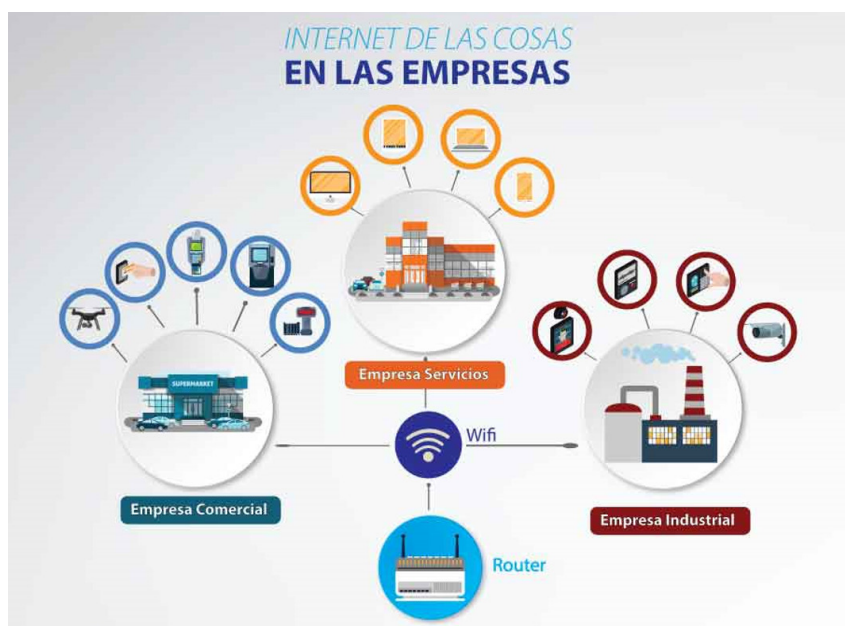 INTERNET DE LAS COSAS
EN LAS EMPRESAS
SUPERMARKET
Empresa Servicios
Wifi
Empresa Comercial
Empresa Industrial
Router